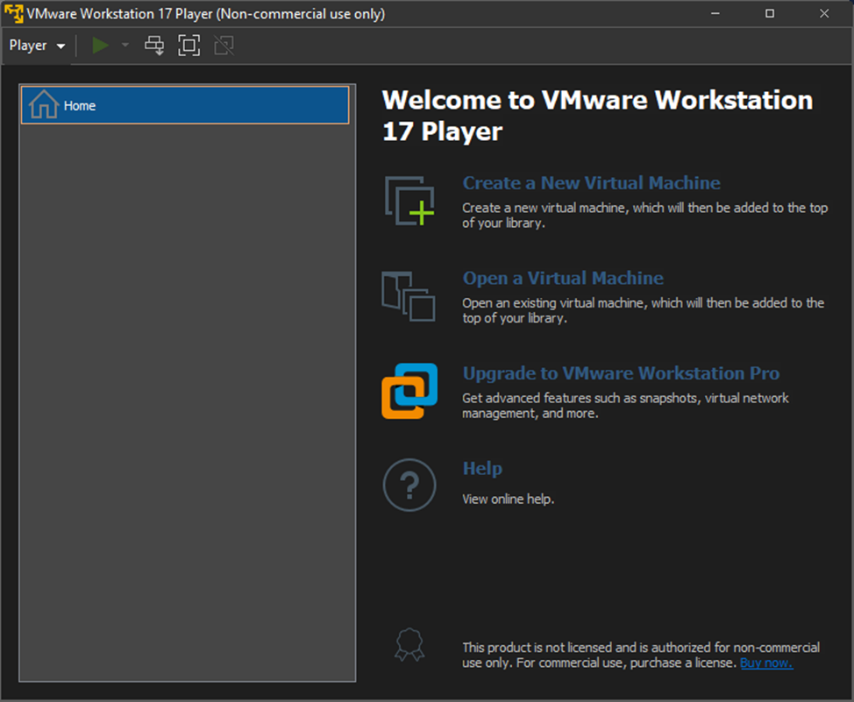 VMware Workstation 17 Player (Non-commercial use only)
Player
Home
Welcome to VMware Workstation
17 Player
Create a New Virtual Machine
Create a new virtual machine, which will then be added to the top
of your library.
Open a Virtual Machine
Open an existing virtual machine, which will then be added to the
top of your library.
Upgrade to VMware Workstation Pro
Get advanced features such as snapshots, virtual network
management, and more.
Help
View online help.
This product is not licensed and is authorized for non-commercial
use only. For commercial use, purchase a license. Buy now.